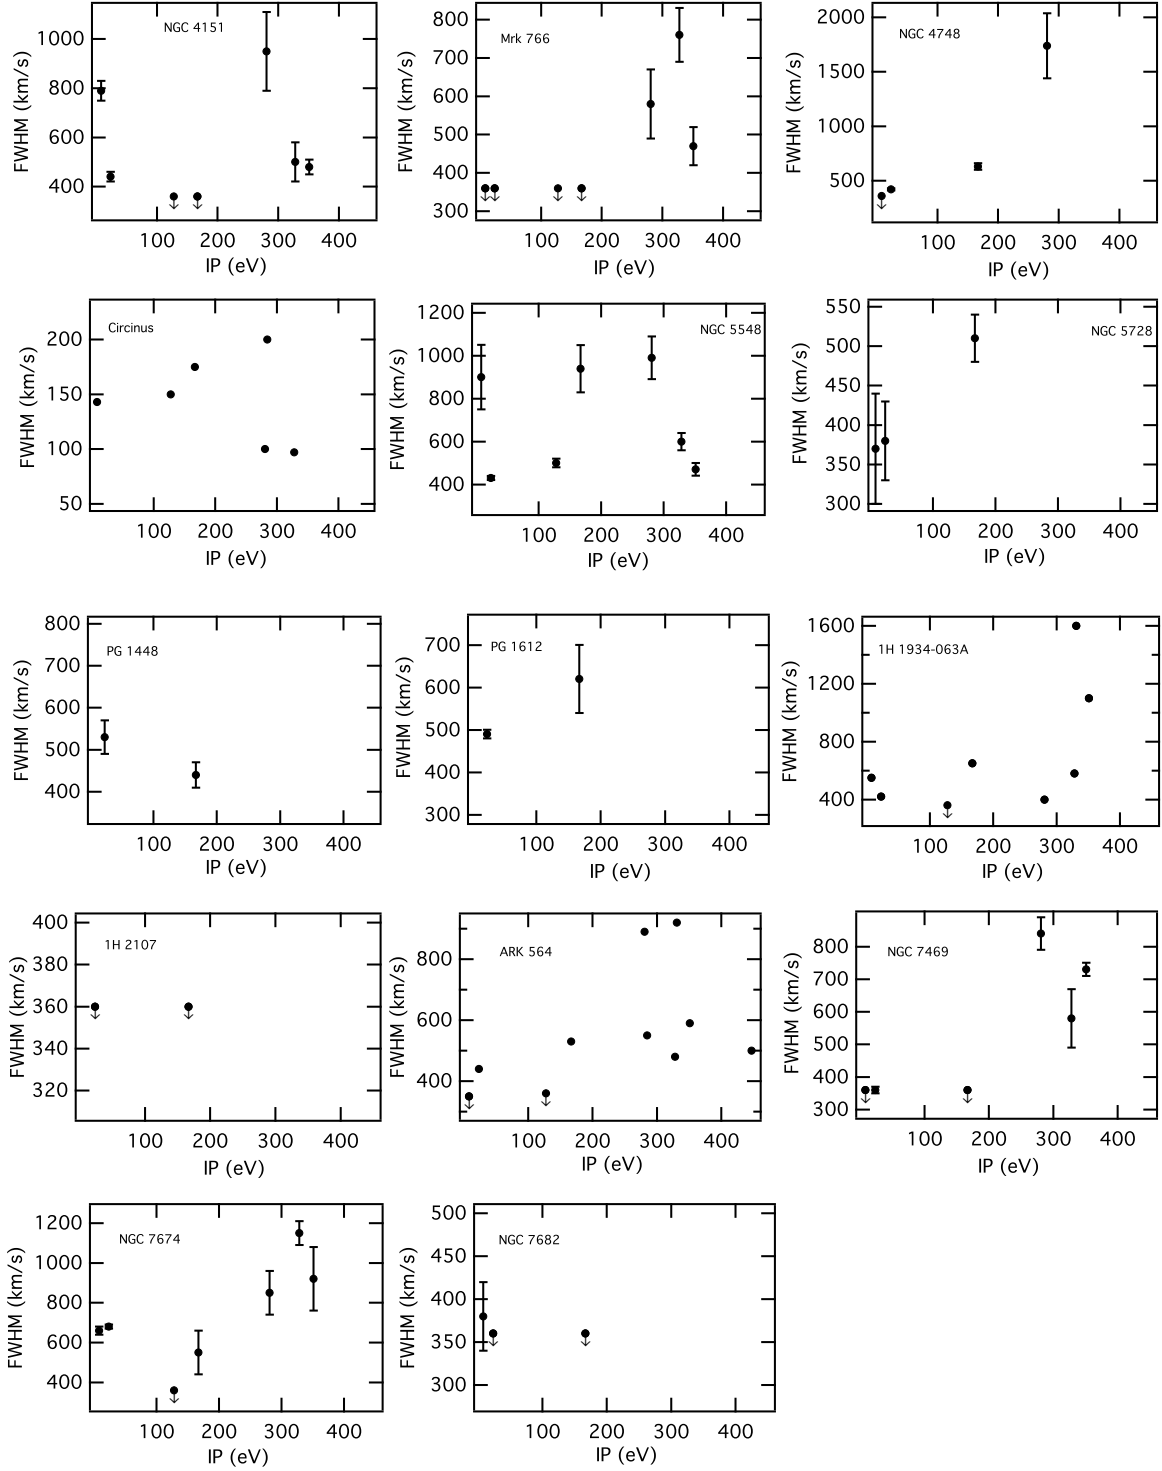 NGC 4151
FWHM (km/s)
1000
800
600
400
100 200 300 400
IP (eV)
Mrk 766
FWHM (km/s)
800
700
600
500
400
300
100 200 300 400
IP (eV)
NGC 4748
FWHM (km/s)
2000
1500
1000
500
100 200 300 400
IP (eV)
Circinus
FWHM (km/s)
200
150
100
50
100 200 300 400
IP (eV)
NGC 5548
FWHM (km/s)
1200
1000
800
600
400
100 200 300 400
IP (eV)
NGC 5728
FWHM (km/s)
550
500
450
400
350
300
100 200 300 400
IP (eV)
PG 1448
FWHM (km/s)
800
700
600
500
400
100 200 300 400
IP (eV)
PG 1612
FWHM (km/s)
700
600
500
400
300
100 200 300 400
IP (eV)
1H 1934-063A
FWHM (km/s)
1600
1200
800
400
100 200 300 400
IP (eV)
1H 2107
FWHM (km/s)
400
380
360
340
320
100 200 300 400
IP (eV)
ARK 564
FWHM (km/s)
800
600
400
100 200 300 400
IP (eV)
NGC 7469
FWHM (km/s)
800
700
600
500
400
300
100 200 300 400
IP (eV)
NGC 7674
FWHM (km/s)
1200
1000
800
600
400
100 200 300 400
IP (eV)
NGC 7682
FWHM (km/s)
500
450
400
350
300
100 200 300 400
IP (eV)